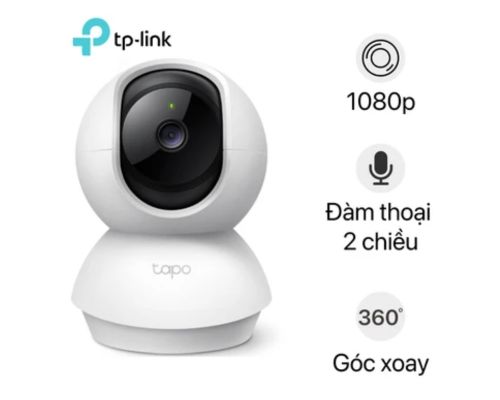 tp-link
1080p
tapo
Đàm thoại
2 chiều
360°
Góc xoay